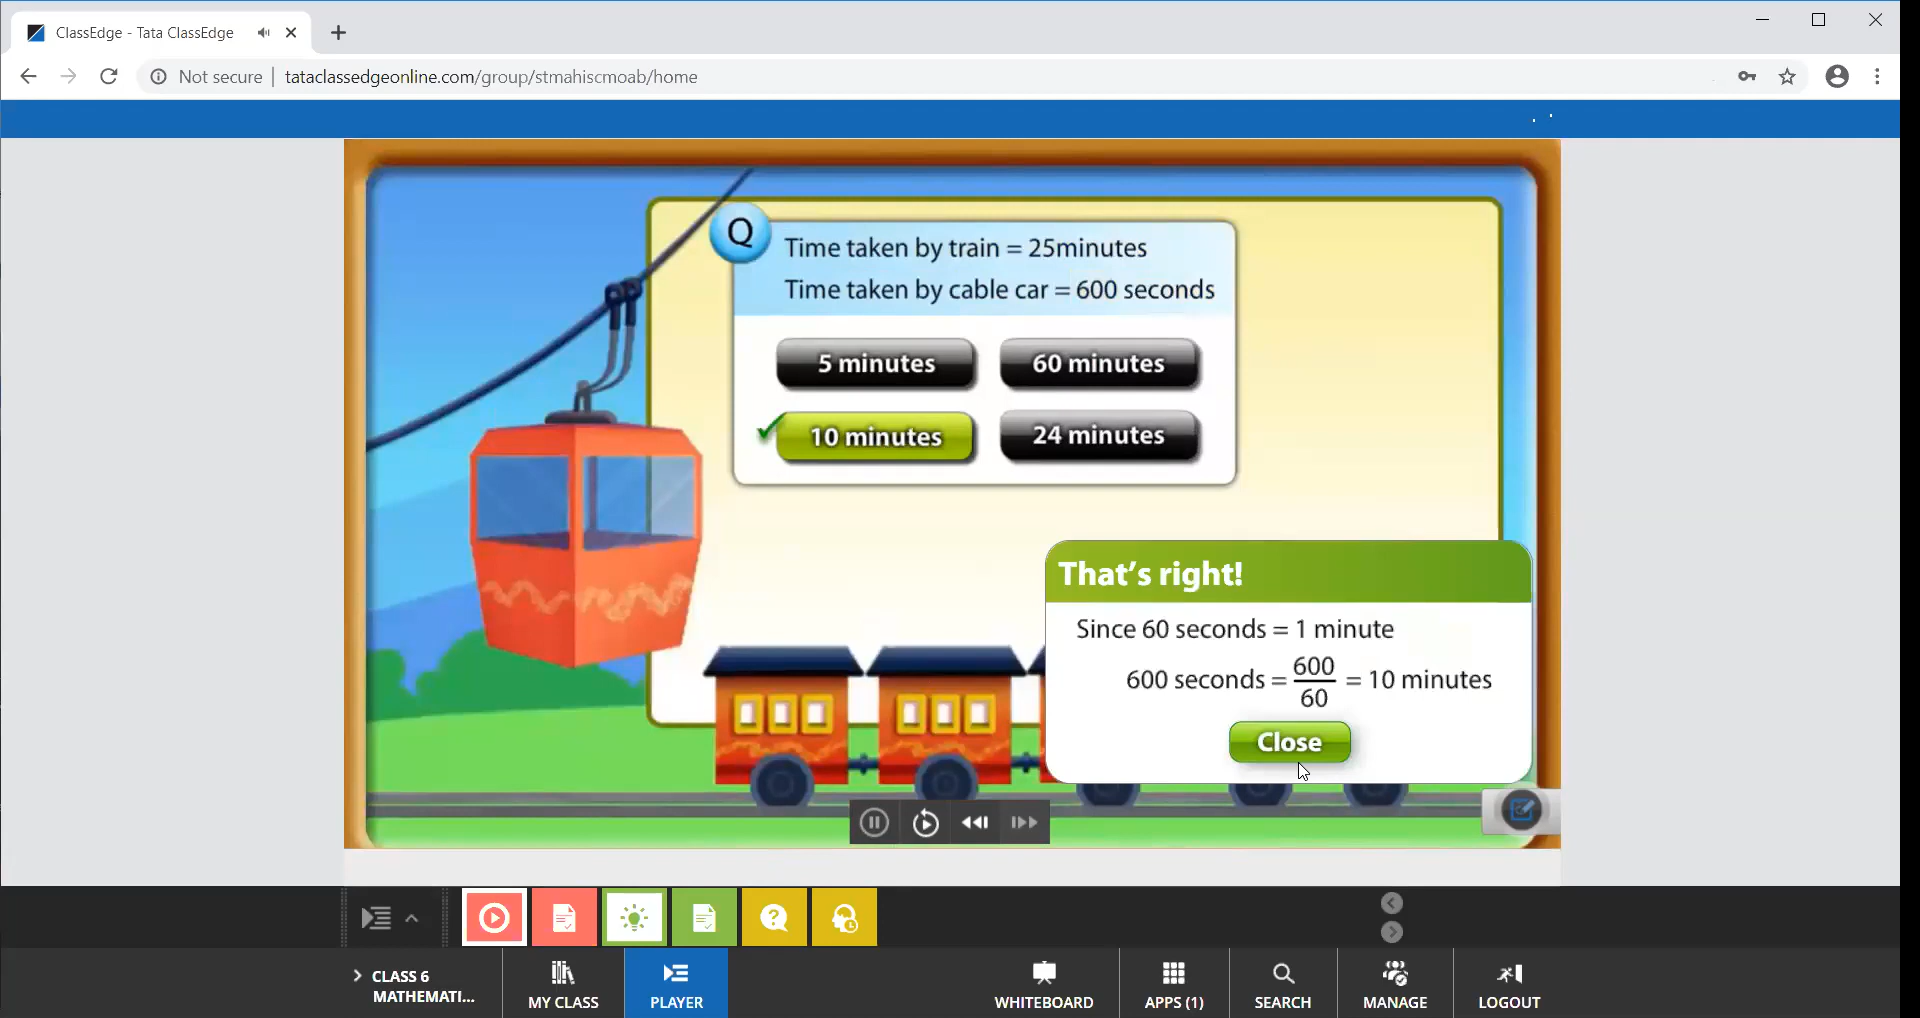 ClassEdge - Tata ClassEdge
Not secure
tataclassedgeonline.com/group/stmahiscmoab/home
Q
Time taken by train = 25minutes
Time taken by cable car = 600 seconds
5 minutes
60 minutes
10 minutes
24 minutes
That's right!
Since 60 seconds = 1 minute
600 seconds = 600/60 = 10 minutes
Close
CLASS 6
MATHEMATI...
MY CLASS
PLAYER
WHITEBOARD
APPS (1)
SEARCH
MANAGE
LOGOUT